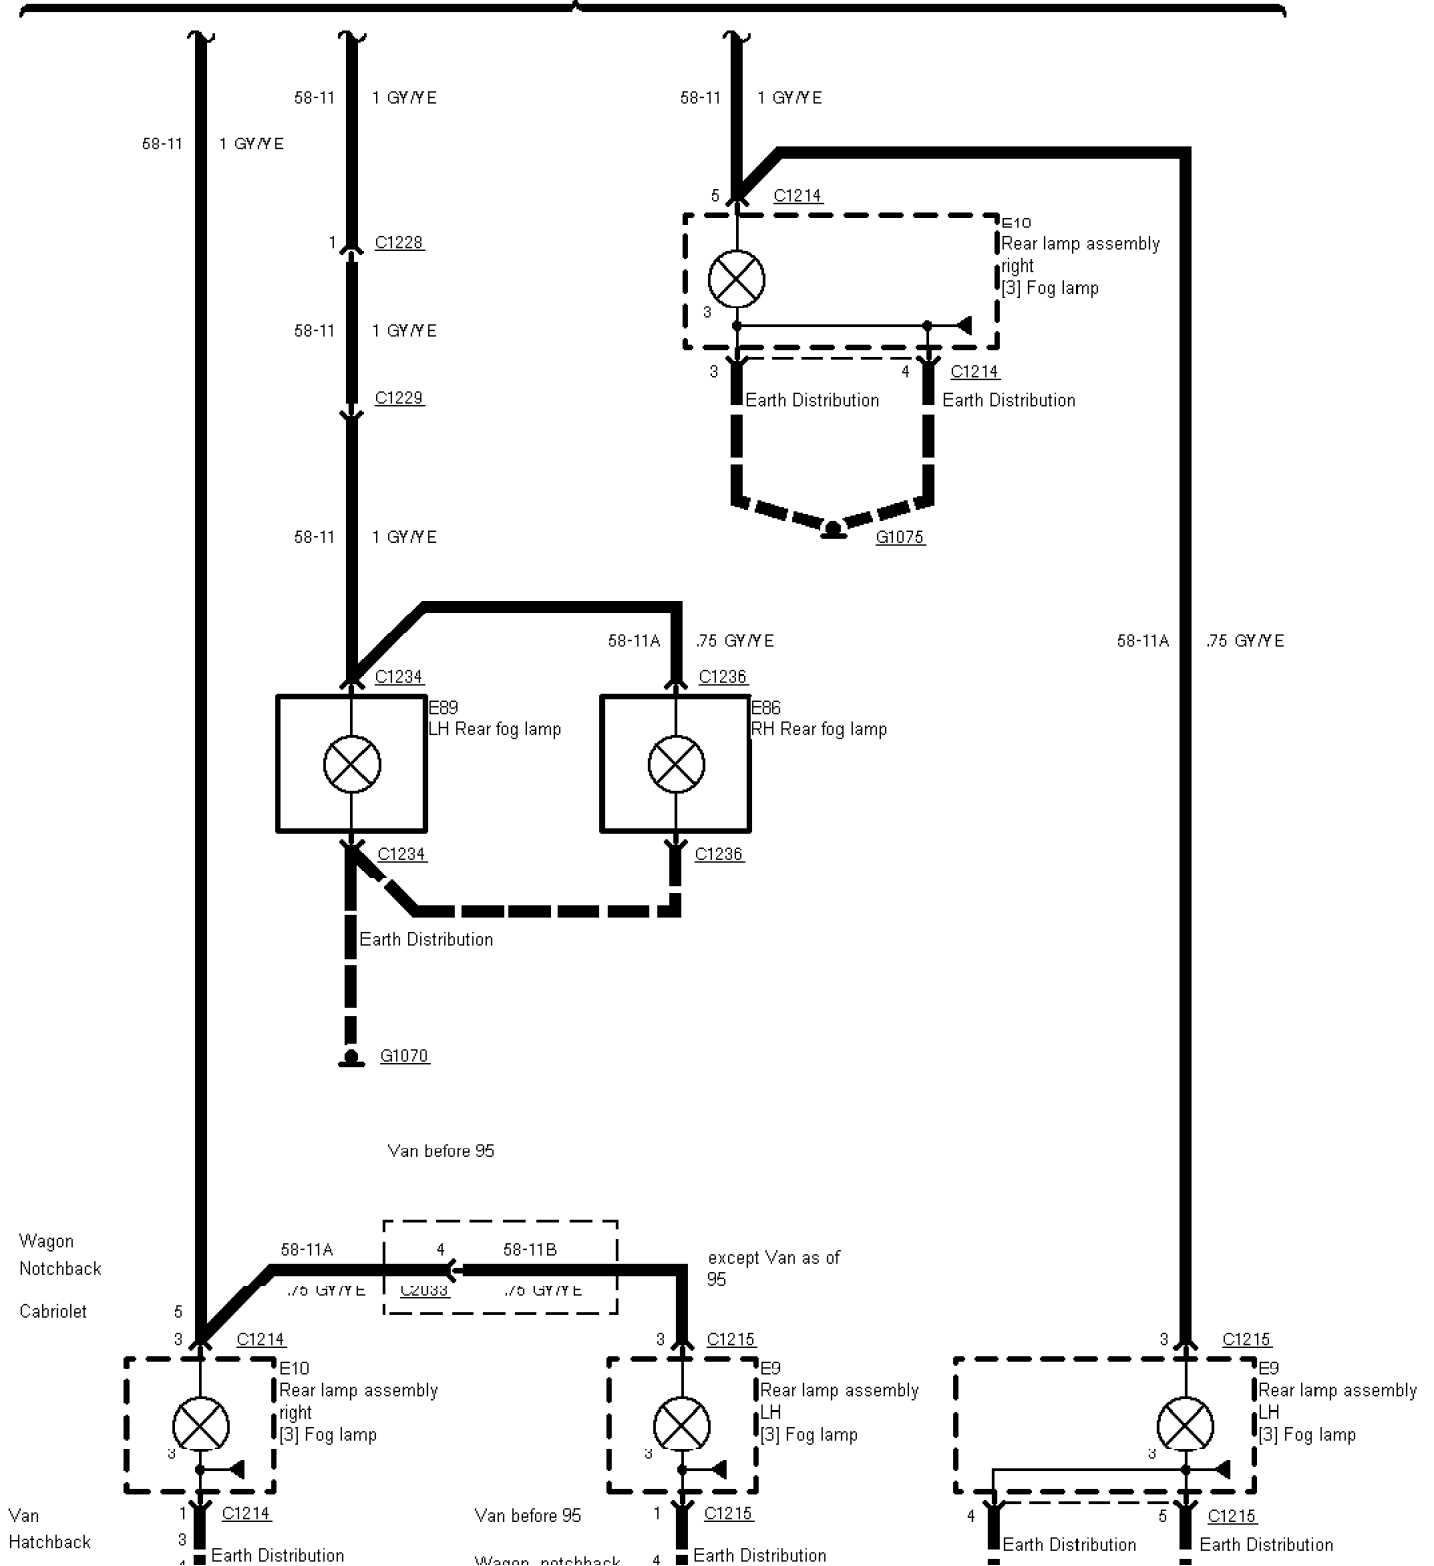 58-11 1 GY/YE
58-11 1 GY/YE
58-11 1 GY/YE
5 C1214
E10
Rear lamp assembly
right
[3] Fog lamp
3
1 C1228
58-11 1 GY/YE
3
4 C1214
Earth Distribution
Earth Distribution
C1229
58-11 1 GY/YE
G1075
58-11A .75 GY/YE
58-11A .75 GY/YE
C1234
C1236
E89
LH Rear fog lamp
E86
RH Rear fog lamp
C1234
C1236
Earth Distribution
G1070
Van before 95
Wagon
Notchback
Cabriolet
58-11A
4
58-11B
.75 GY/YE
C2033
.75 GY/YE
except Van as of
95
5
3 C1214
3 C1215
3 C1215
E10
Rear lamp assembly
right
[3] Fog lamp
3
E9
Rear lamp assembly
LH
[3] Fog lamp
3
E9
Rear lamp assembly
LH
[3] Fog lamp
3
Van
Hatchback
1 C1214
3
4
Earth Distribution
Van before 95
Wagon, notchback
1 C1215
4
Earth Distribution
4
5 C1215
Earth Distribution
Earth Distribution